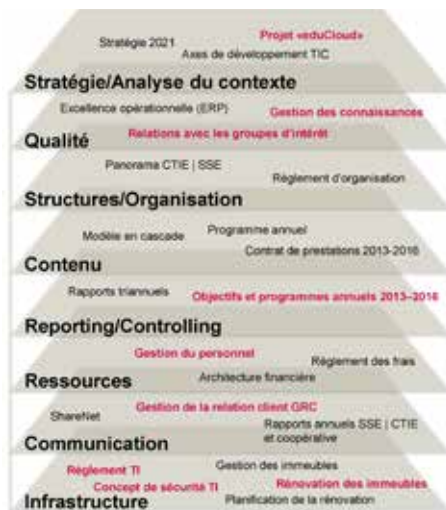 Projet «eduCloud»
Stratégie 2021
Axes de développement TIC
Stratégie/Analyse du contexte
Excellence opérationnelle (ERP)
Gestion des connaissances
Relations avec les groupes d'intérêt
Qualité
Panorama CTIE | SSE
Règlement d'organisation
Structures/Organisation
Programme annuel
Modèle en cascade
Contrat de prestations 2013-2016
Contenu
Rapports triannuels
Objectifs et programmes annuels 2013–2016
Reporting/Controlling
Gestion du personnel
Règlement des frais
Ressources
Architecture financière
Gestion de la relation client GRC
ShareNet
Rapports annuels SSE | CTIE
et coopérative
Communication
Gestion des immeubles
Règlement TI
Concept de sécurité TI
Rénovation des immeubles
Infrastructure
Planification de la rénovation